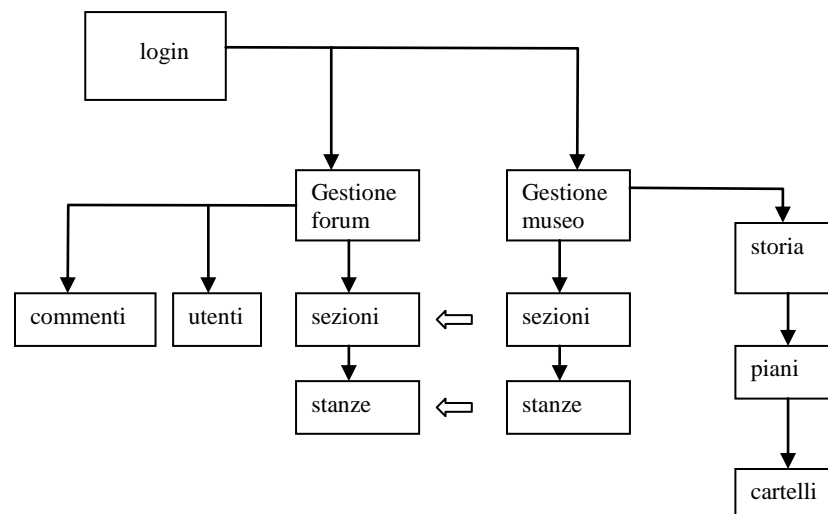 login
Gestione
forum
Gestione
museo
storia
commenti
utenti
sezioni
sezioni
piani
stanze
stanze
cartelli